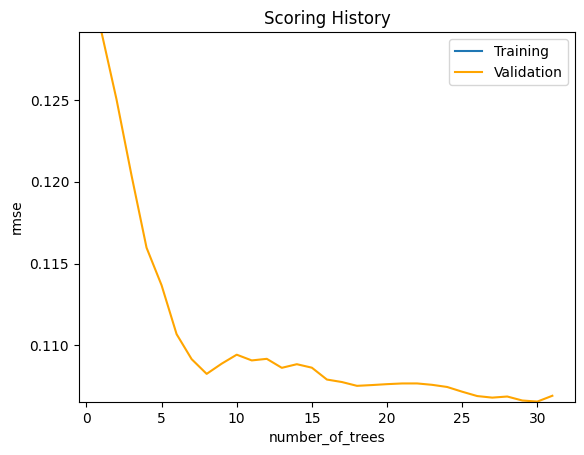 Scoring History
Training
Validation
rmse
0.125
0.120
0.115
0.110
0 5 10 15 20 25 30
number_of_trees